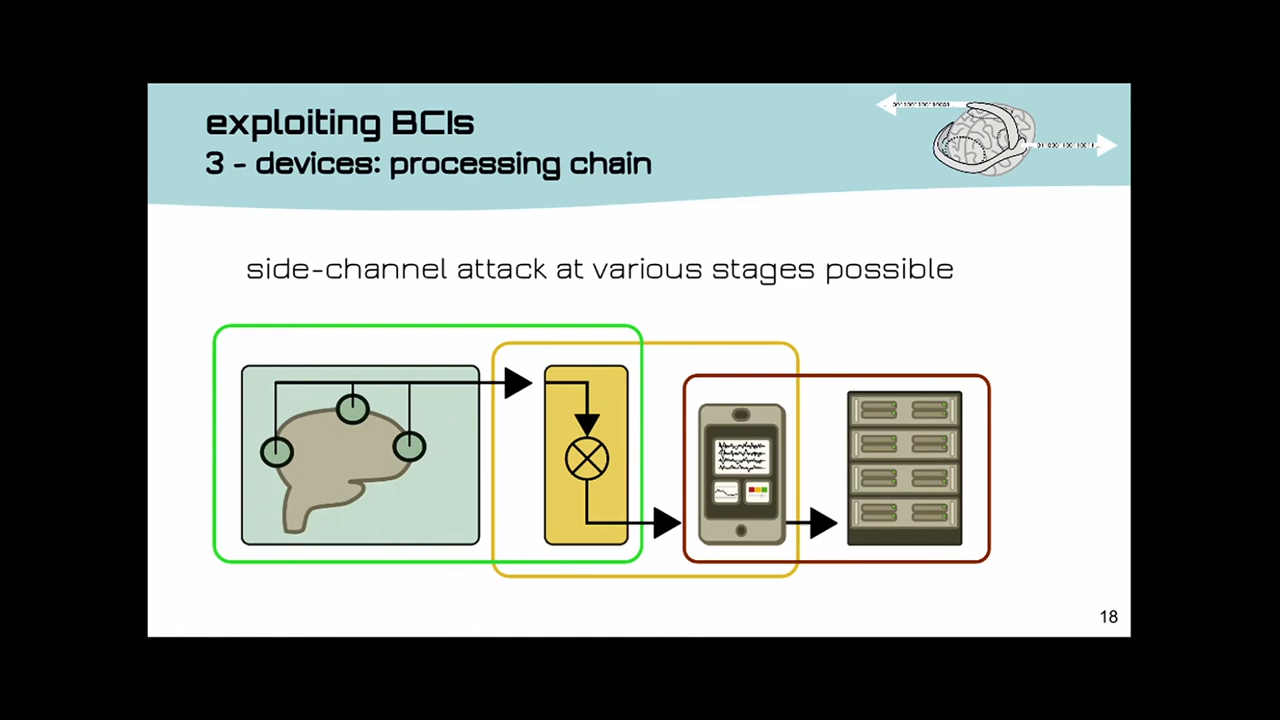 exploiting BCIs
3 - devices: processing chain
side-channel attack at various stages possible
18